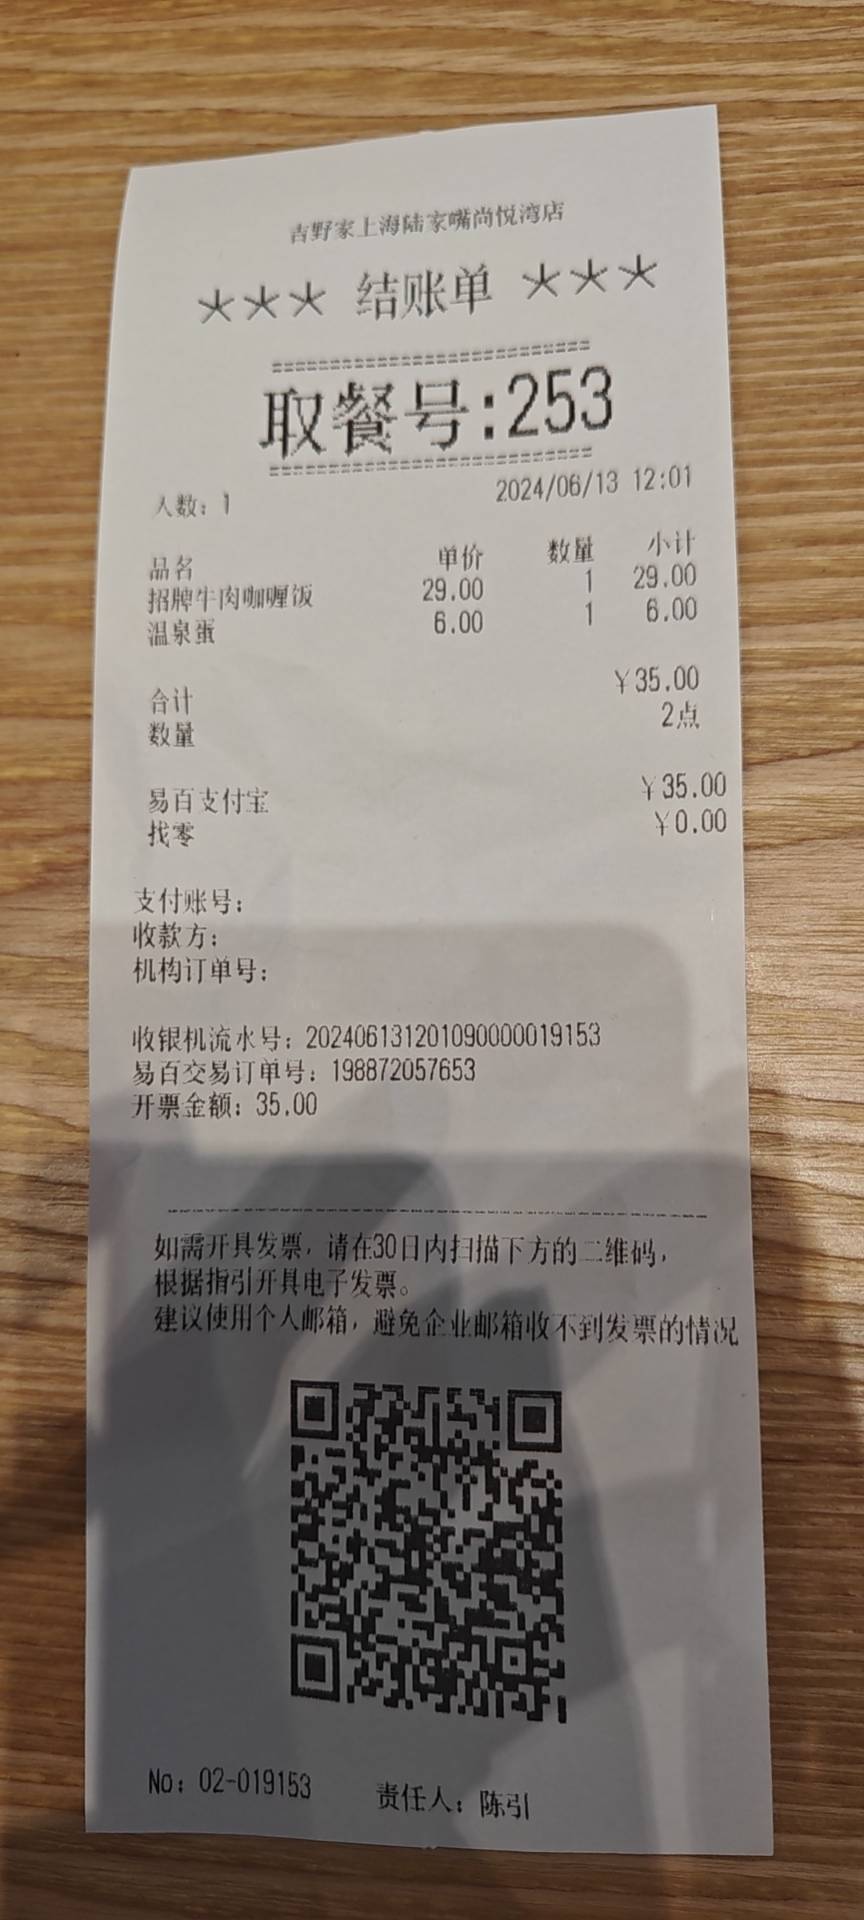 吉野家上海陆家嘴尚悦湾店
*** 结账单 ***
==========================
取餐号:253
==========================
人数: 1 2024/06/13 12:01
品名 单价 数量 小计
招牌牛肉咖喱饭 29.00 1 29.00
温泉蛋 6.00 1 6.00
合计 ¥35.00
数量 2点
易百支付宝 ¥35.00
找零 ¥0.00
支付账号:
收款方:
机构订单号:
收银机流水号: 202406131201090000019153
易百交易订单号: 198872057653
开票金额: 35.00
如需开具发票, 请在30日内扫描下方的二维码,
根据指引开具电子发票。
建议使用个人邮箱, 避免企业邮箱收不到发票的情况
No: 02-019153 责任人: 陈引